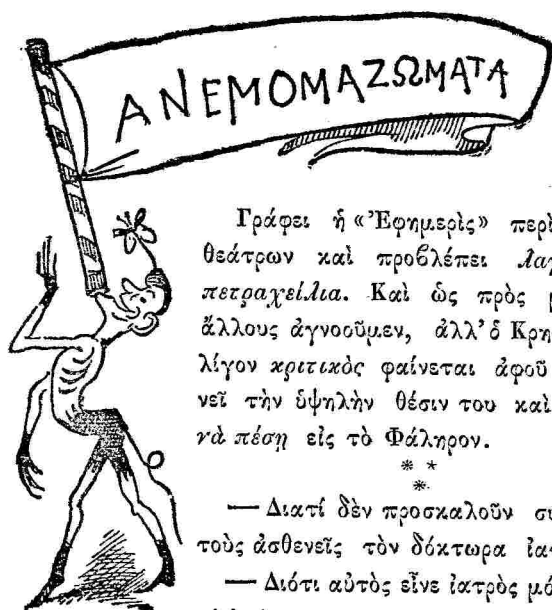 ΑΝΕΜΟΜΑΖΩΜΑΤΑ
Γράφει ἡ «Ἐφημερὶς» περὶ
θεάτρων καὶ προβλέπει
πετραχείλια. Καὶ ὡς πρὸς
ἄλλους ἀγνοοῦμεν, ἀλλ' ὁ
λίγον κριτικὸς φαίνεται ἀφοῦ
νεῖ τὴν ὑψηλὴν θέσιν του καὶ
νὰ πέσῃ εἰς τὸ Φάληρον.
* *
*
— Διατί δὲν προσκαλοῦν
τοὺς ἀσθενεῖς τὸν δόκτωρα
— Διότι αὐτὸς εἶνε ἰατρὸς